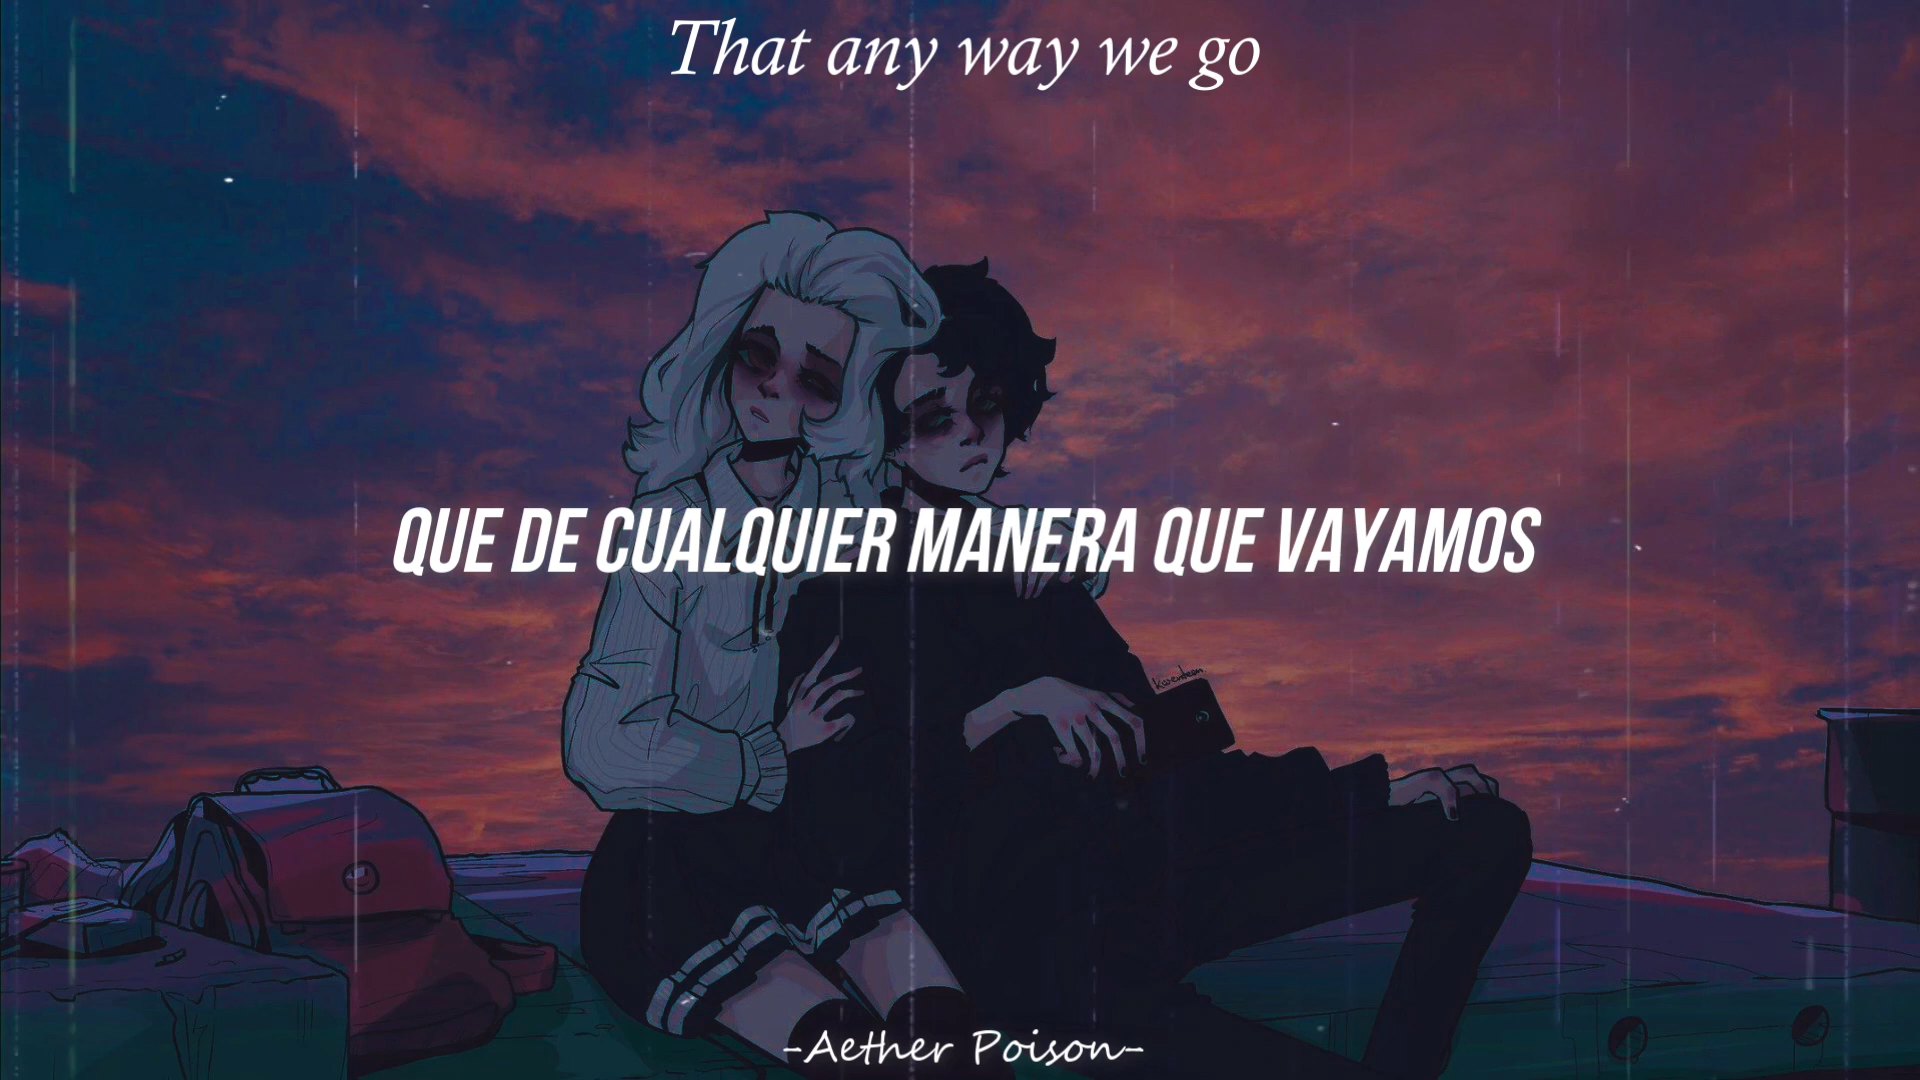 That any way we go
QUE DE CUALQUIER MANERA QUE VAYAMOS
-Aether Poison-